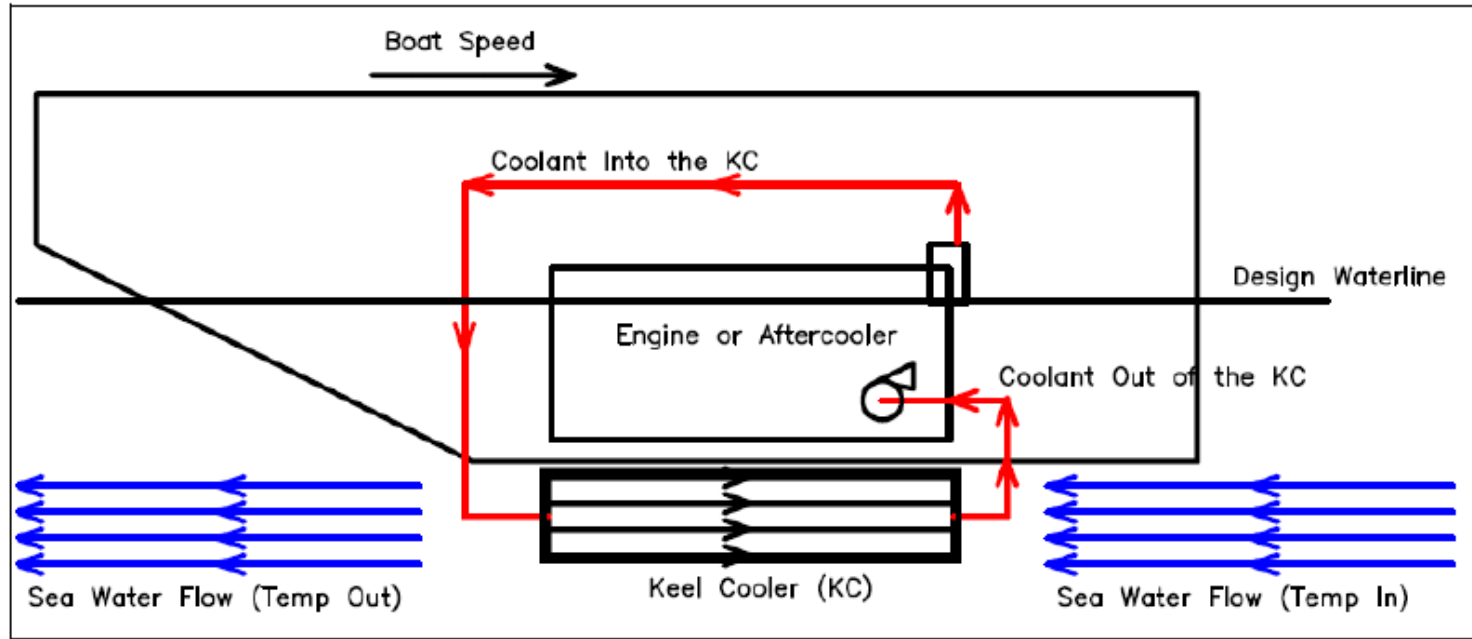 Boat Speed
Coolant Into the KC
Design Waterline
Engine or Aftercooler
Coolant Out of the KC
Sea Water Flow (Temp Out)
Keel Cooler (KC)
Sea Water Flow (Temp In)